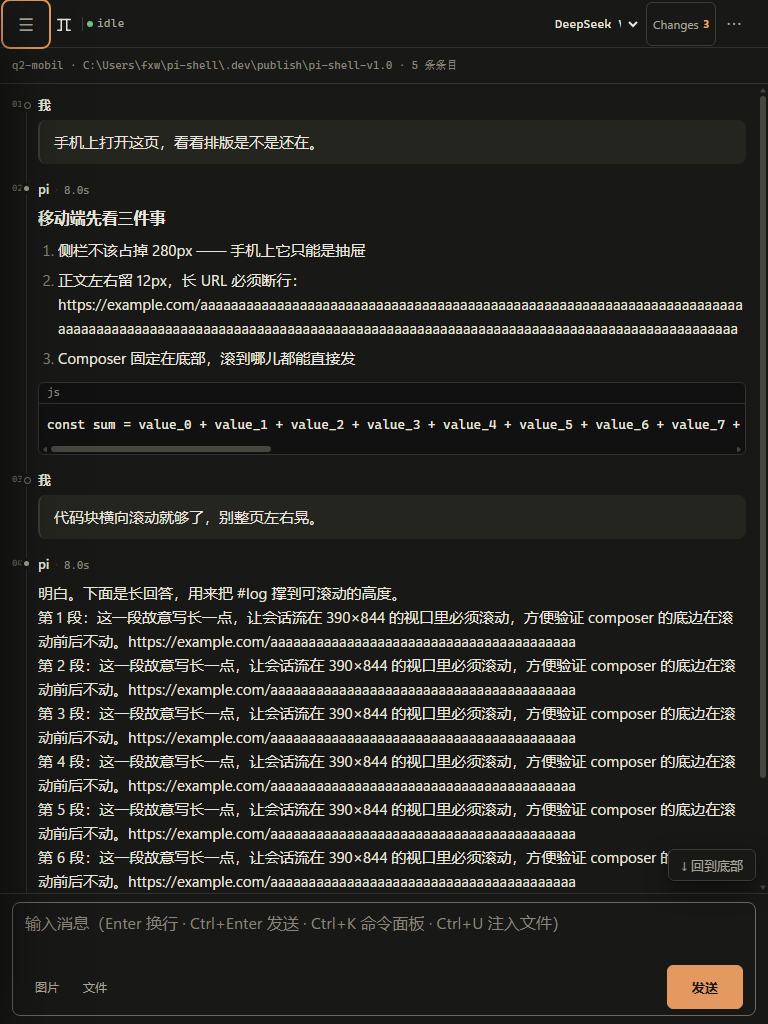 ☰ π idle DeepSeek V Changes 3 ···
q2-mobil · C:\Users\fxw\pi-shell\.dev\publish\pi-shell-v1.0 · 5 条条目
01 我
手机上打开这页，看看排版是不是还在。
02 pi · 8.0s
移动端先看三件事
1. 侧栏不该占掉 280px —— 手机上它只能是抽屉
2. 正文左右留 12px，长 URL 必须断行：
https://example.com/aaaaaaaaaaaaaaaaaaaaaaaaaaaaaaaaaaaaaaaaaaaaaaaaaaaaaaaaaaaaaaaaaaaaaaa
aaaaaaaaaaaaaaaaaaaaaaaaaaaaaaaaaaaaaaaaaaaaaaaaaaaaaaaaaaaaaaaaaaaaaaaaaaaaaaaaaaaaaaaaa
3. Composer 固定在底部，滚到哪儿都能直接发
js
const sum = value_0 + value_1 + value_2 + value_3 + value_4 + value_5 + value_6 + value_7 +
03 我
代码块横向滚动就够了，别整页左右晃。
04 pi · 8.0s
明白。下面是长回答，用来把 #log 撑到可滚动的高度。
第 1 段：这一段故意写长一点，让会话流在 390×844 的视口里必须滚动，方便验证 composer 的底边在滚
动前后不动。https://example.com/aaaaaaaaaaaaaaaaaaaaaaaaaaaaaaaaaaaaaaaa
第 2 段：这一段故意写长一点，让会话流在 390×844 的视口里必须滚动，方便验证 composer 的底边在滚
动前后不动。https://example.com/aaaaaaaaaaaaaaaaaaaaaaaaaaaaaaaaaaaaaaaa
第 3 段：这一段故意写长一点，让会话流在 390×844 的视口里必须滚动，方便验证 composer 的底边在滚
动前后不动。https://example.com/aaaaaaaaaaaaaaaaaaaaaaaaaaaaaaaaaaaaaaaa
第 4 段：这一段故意写长一点，让会话流在 390×844 的视口里必须滚动，方便验证 composer 的底边在滚
动前后不动。https://example.com/aaaaaaaaaaaaaaaaaaaaaaaaaaaaaaaaaaaaaaaa
第 5 段：这一段故意写长一点，让会话流在 390×844 的视口里必须滚动，方便验证 composer 的底边在滚
动前后不动。https://example.com/aaaaaaaaaaaaaaaaaaaaaaaaaaaaaaaaaaaaaaaa
第 6 段：这一段故意写长一点，让会话流在 390×844 的视口里必须滚动，方便验证 composer
动前后不动。https://example.com/aaaaaaaaaaaaaaaaaaaaaaaaaaaaaaaaaaaaaaaa
↓ 回到底部
输入消息（Enter 换行 · Ctrl+Enter 发送 · Ctrl+K 命令面板 · Ctrl+U 注入文件）
图片 文件 发送